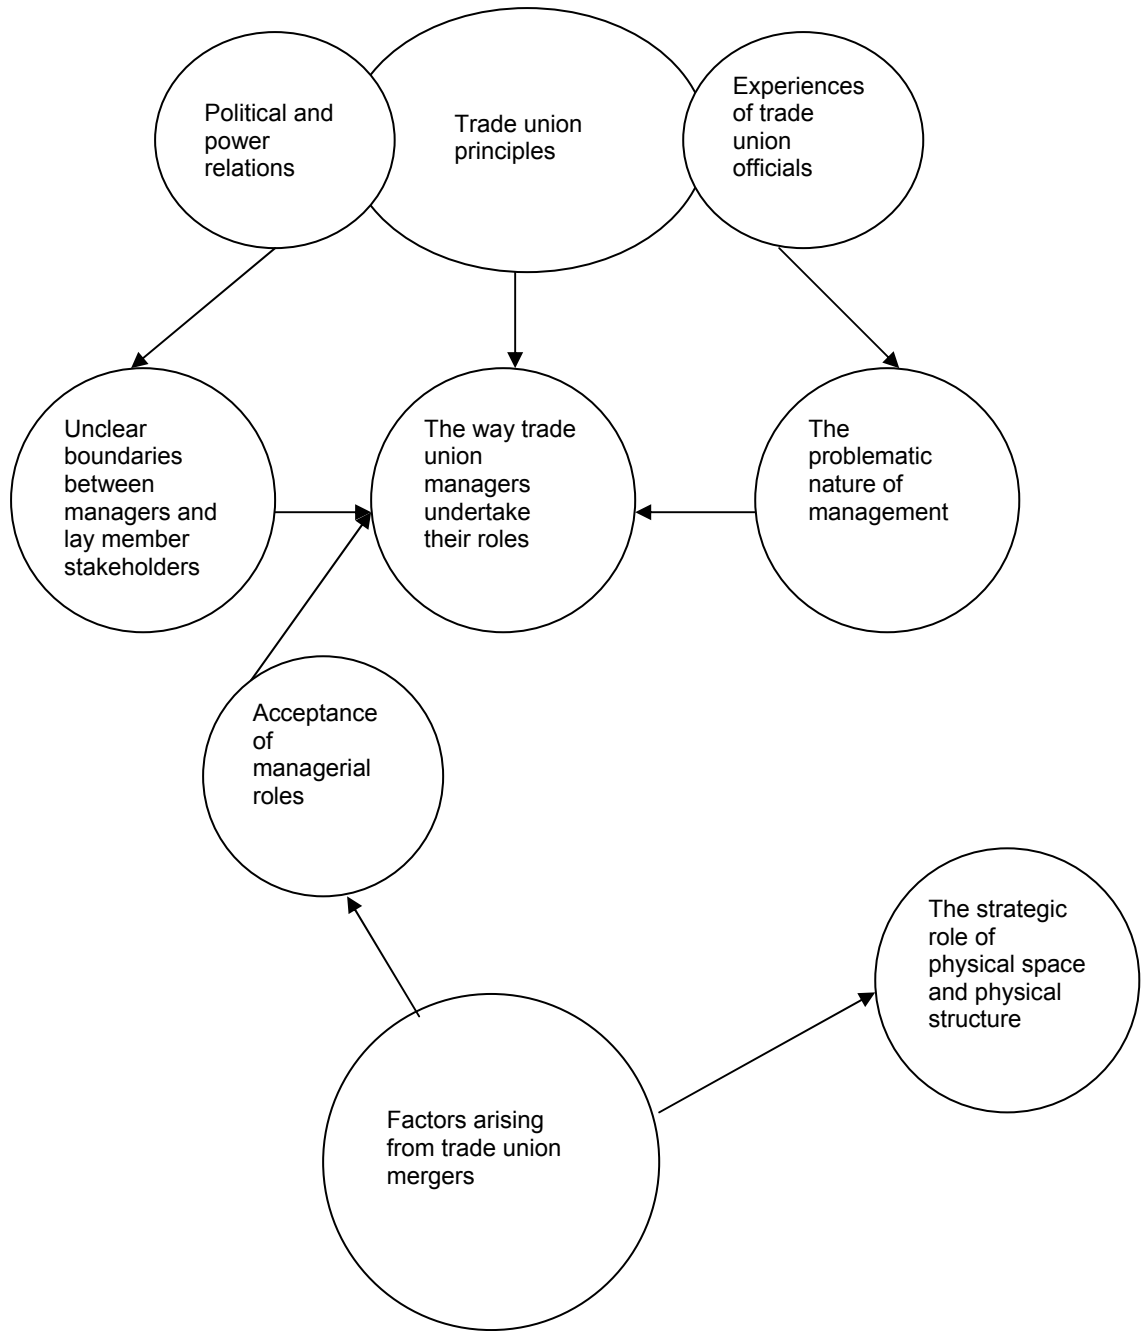 Political and
power
relations
Trade union
principles
Experiences
of trade
union
officials
Unclear
boundaries
between
managers and
lay member
stakeholders
The way trade
union
managers
undertake
their roles
The
problematic
nature of
management
Acceptance
of
managerial
roles
The strategic
role of
physical space
and physical
structure
Factors arising
from trade union
mergers